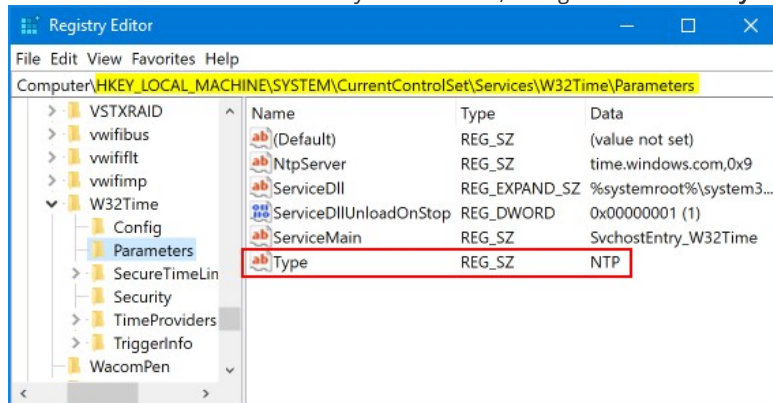 Registry Editor
File Edit View Favorites Help
Computer\HKEY_LOCAL_MACHINE\SYSTEM\CurrentControlSet\Services\W32Time\Parameters
VSTXRAID
vwifibus
vwififlt
vwifimp
W32Time
Config
Parameters
SecureTimeLin
Security
TimeProviders
TriggerInfo
WacomPen
Name Type Data
(Default) REG_SZ (value not set)
NtpServer REG_SZ time.windows.com,0x9
ServiceDll REG_EXPAND_SZ %systemroot%\system3...
ServiceDllUnloadOnStop REG_DWORD 0x00000001 (1)
ServiceMain REG_SZ SvchostEntry_W32Time
Type REG_SZ NTP